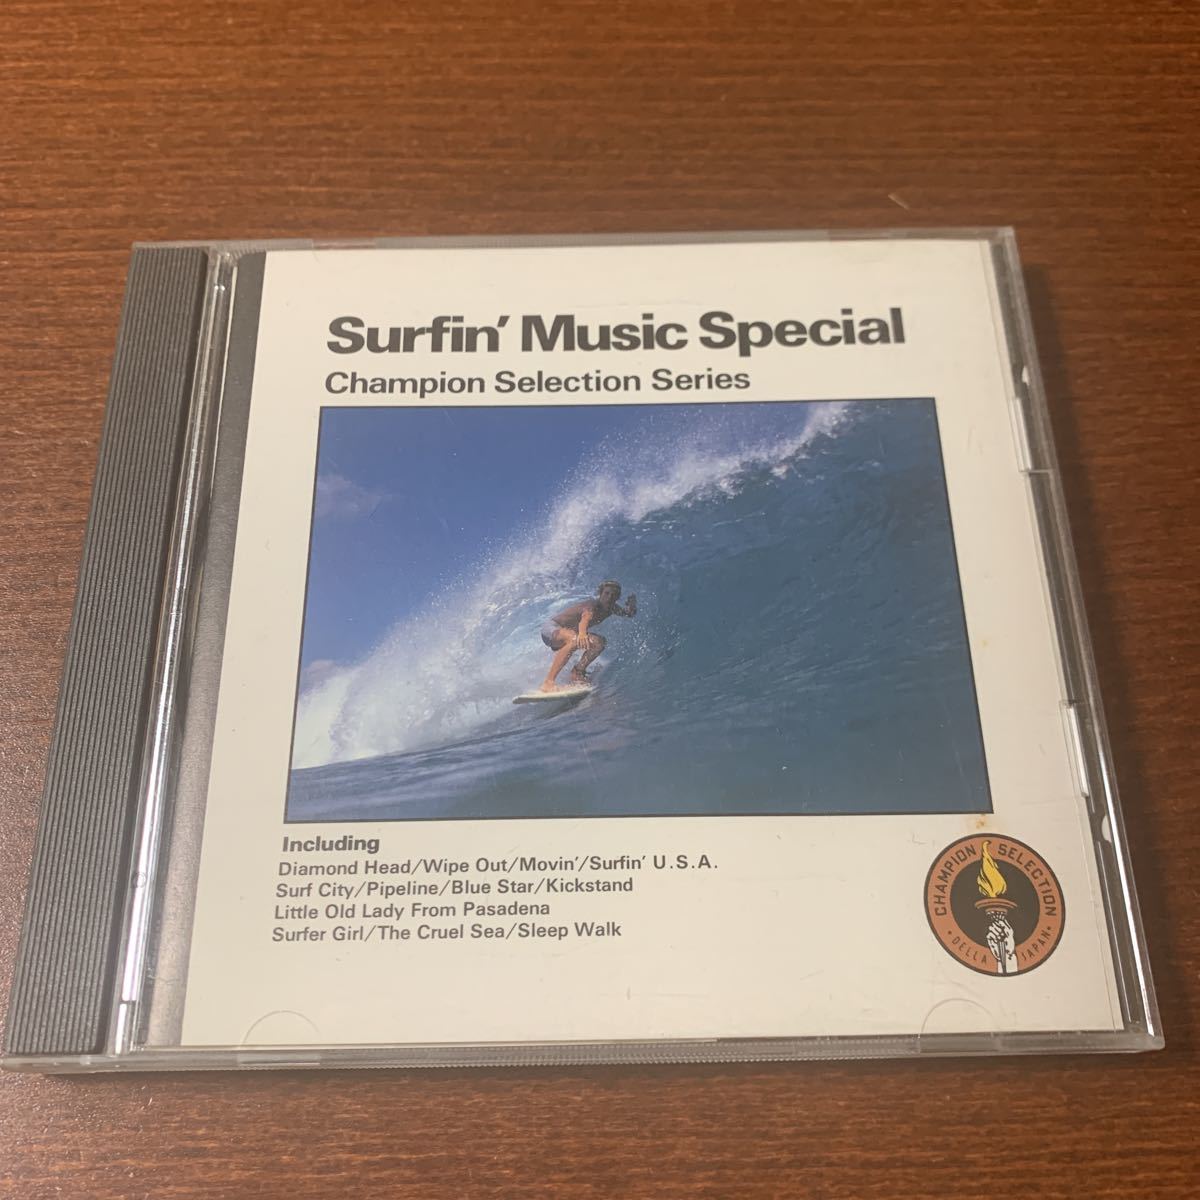 Surfin' Music Special
Champion Selection Series
Including
Diamond Head/Wipe Out/Movin'/Surfin' U.S.A.
Surf City/Pipeline/Blue Star/Kickstand
Little Old Lady From Pasadena
Surfer Girl/The Cruel Sea/Sleep Walk
CHAMPION SELECTION
• DELLA JAPAN •